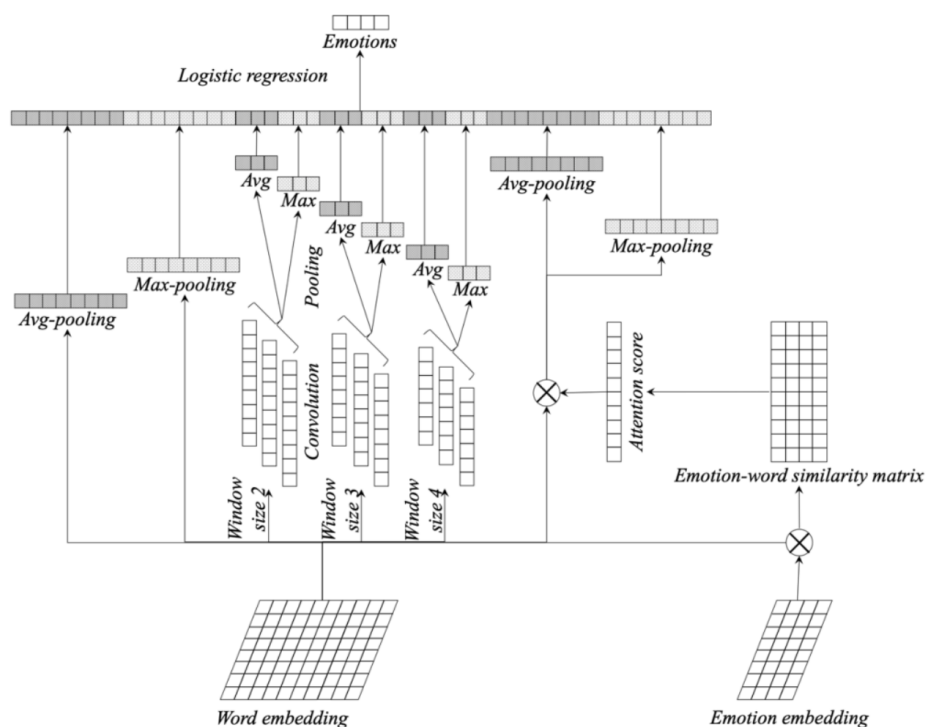 Emotions
Logistic regression
Avg
Max
Avg-pooling
Avg
Max
Max-pooling
Avg
Max
Max-pooling
Avg-pooling
Pooling
Convolution
Attention score
Emotion-word similarity matrix
Window
size 2
Window
size 3
Window
size 4
Word embedding
Emotion embedding